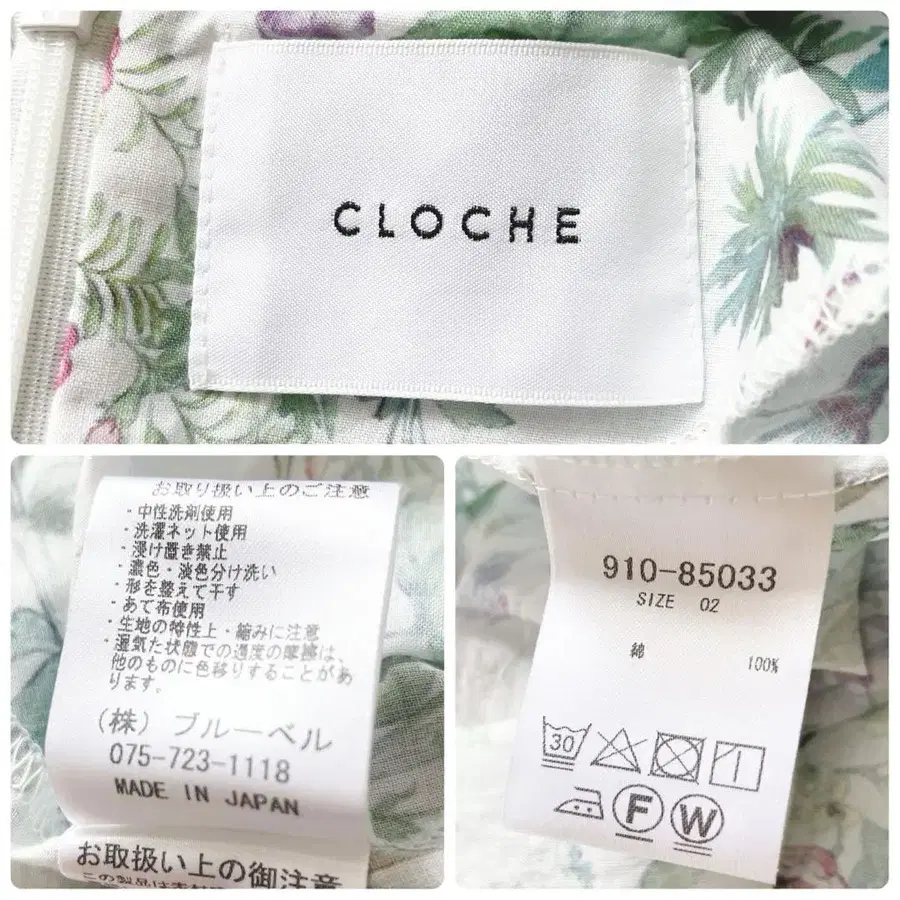 CLOCHE
お取り扱い上のご注意
・中性洗剤使用
・洗濯ネット使用
・浸け置き禁止
・濃色・淡色分け洗い
・形を整えて干す
・あて布使用
・生地の特性上・縮みに注意
・湿気た状態での過度の摩擦は、
他のものに色移りすることがあ
ります。
(株) ブルーベル
075-723-1118
MADE IN JAPAN
お取扱い上の御注意
910-85033
SIZE 02
綿 100%
30
F W